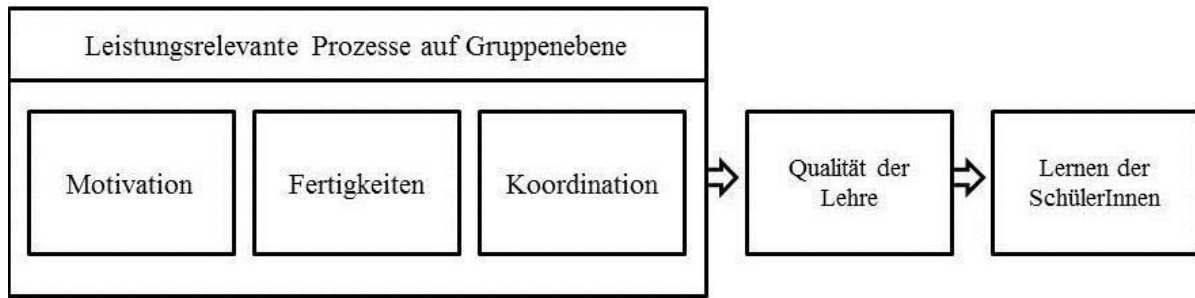 Leistungsrelevante Prozesse auf Gruppenebene
Motivation
Fertigkeiten
Koordination
Qualität der
Lehre
Lernen der
SchülerInnen